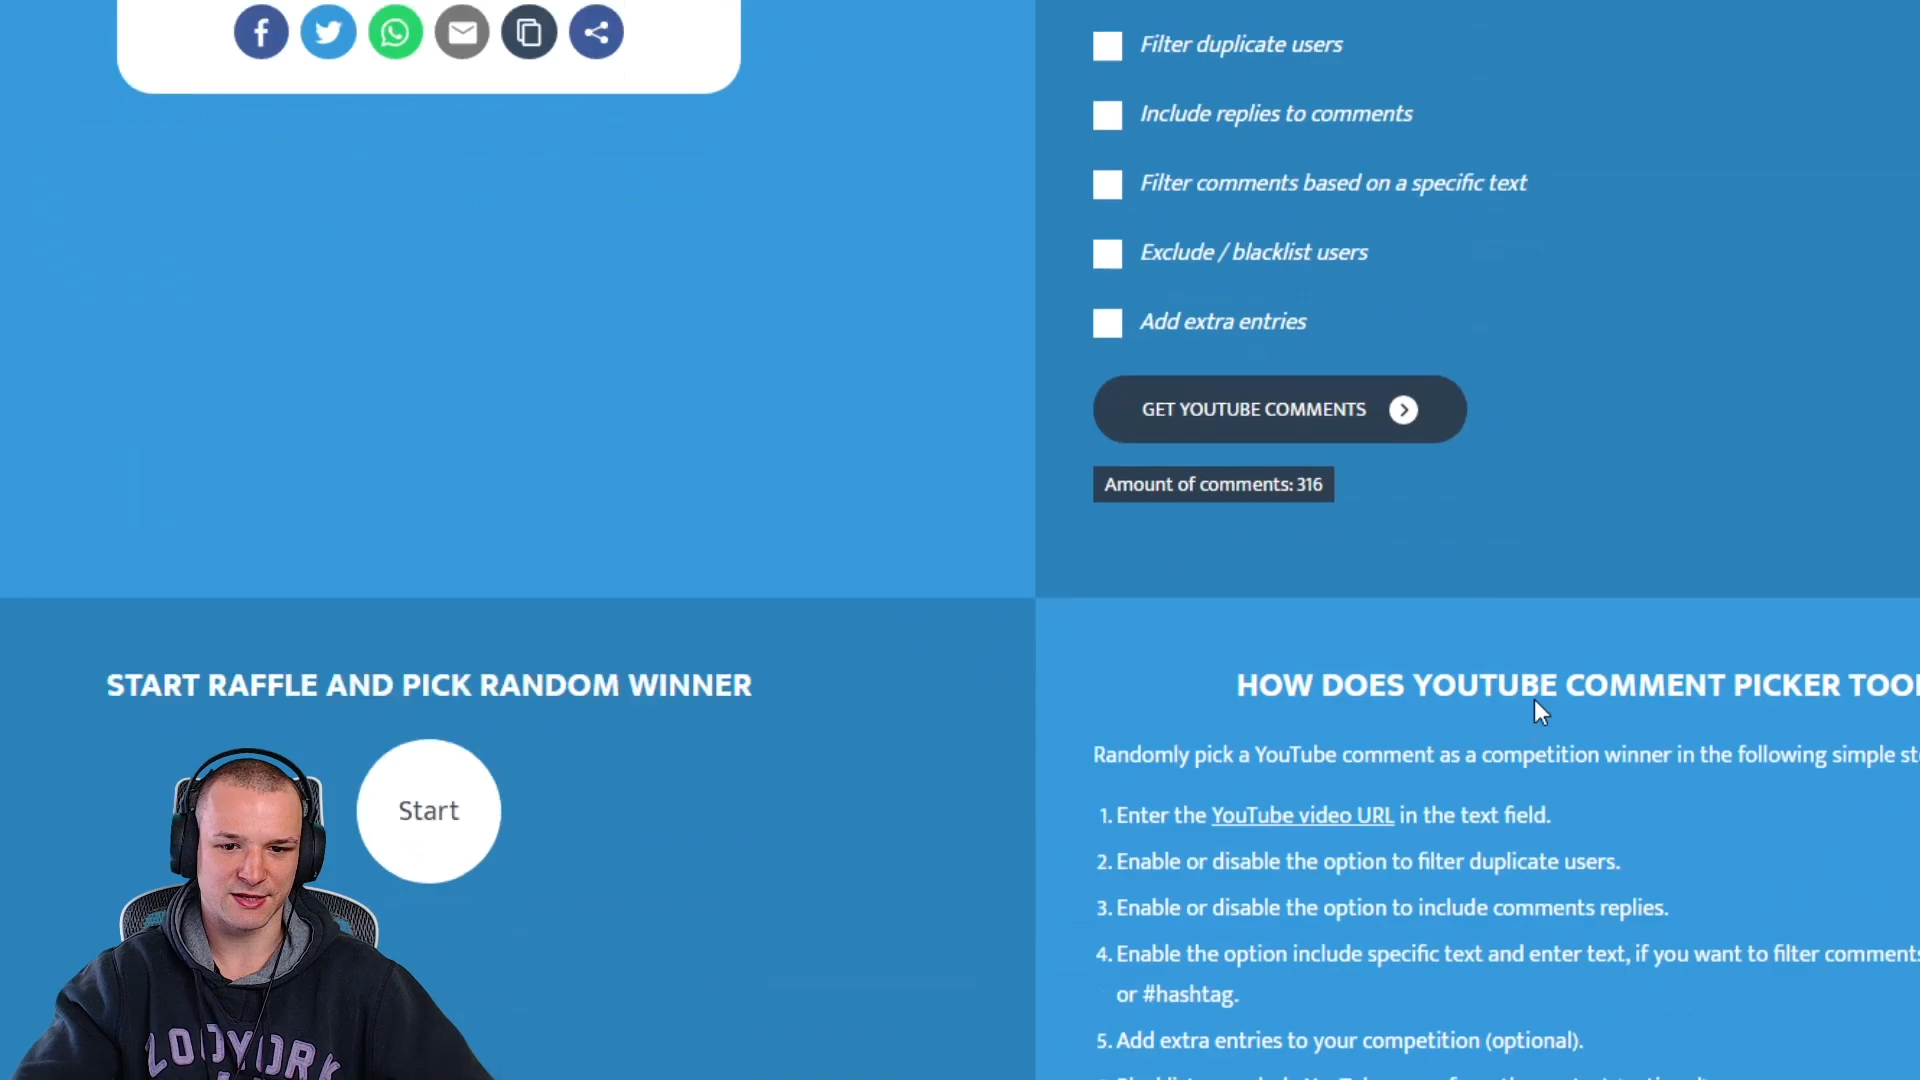 Filter duplicate users
Include replies to comments
Filter comments based on a specific text
Exclude / blacklist users
Add extra entries
GET YOUTUBE COMMENTS
Amount of comments: 316
START RAFFLE AND PICK RANDOM WINNER
Start
HOW DOES YOUTUBE COMMENT PICKER
Randomly pick a YouTube comment as a competition winner in the following simple
1. Enter the YouTube video URL in the text field.
2. Enable or disable the option to filter duplicate users.
3. Enable or disable the option to include comments replies.
4. Enable the option include specific text and enter text, if you want to filter comments
or #hashtag.
5. Add extra entries to your competition (optional).